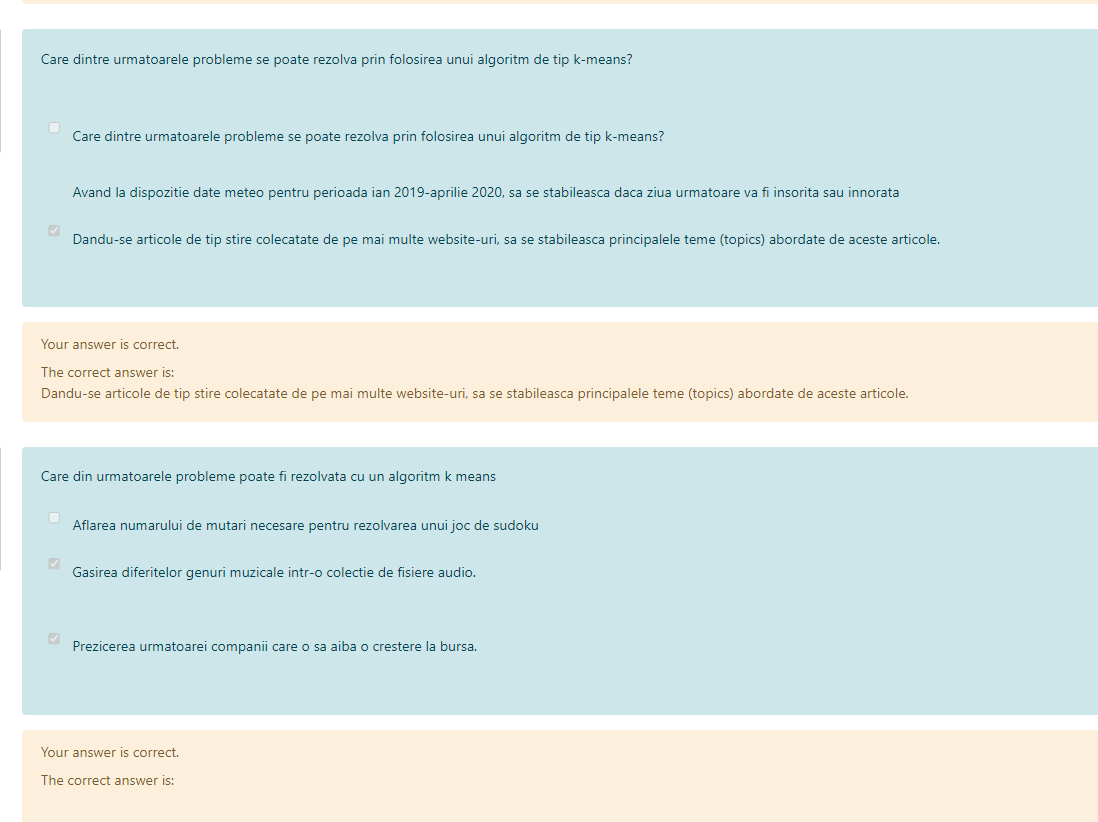 Care dintre urmatoarele probleme se poate rezolva prin folosirea unui algoritm de tip k-means?
Care dintre urmatoarele probleme se poate rezolva prin folosirea unui algoritm de tip k-means?
Avand la dispozitie date meteo pentru perioada ian 2019-aprilie 2020, sa se stabileasca daca ziua urmatoare va fi insorita sau innorata
Dandu-se articole de tip stire colecatate de pe mai multe website-uri, sa se stabileasca principalele teme (topics) abordate de aceste articole.
Your answer is correct.
The correct answer is:
Dandu-se articole de tip stire colecatate de pe mai multe website-uri, sa se stabileasca principalele teme (topics) abordate de aceste articole.
Care din urmatoarele probleme poate fi rezolvata cu un algoritm k means
Aflarea numarului de mutari necesare pentru rezolvarea unui joc de sudoku
Gasirea diferitelor genuri muzicale intr-o colectie de fisiere audio.
Prezicerea urmatoarei companii care o sa aiba o crestere la bursa.
Your answer is correct.
The correct answer is: